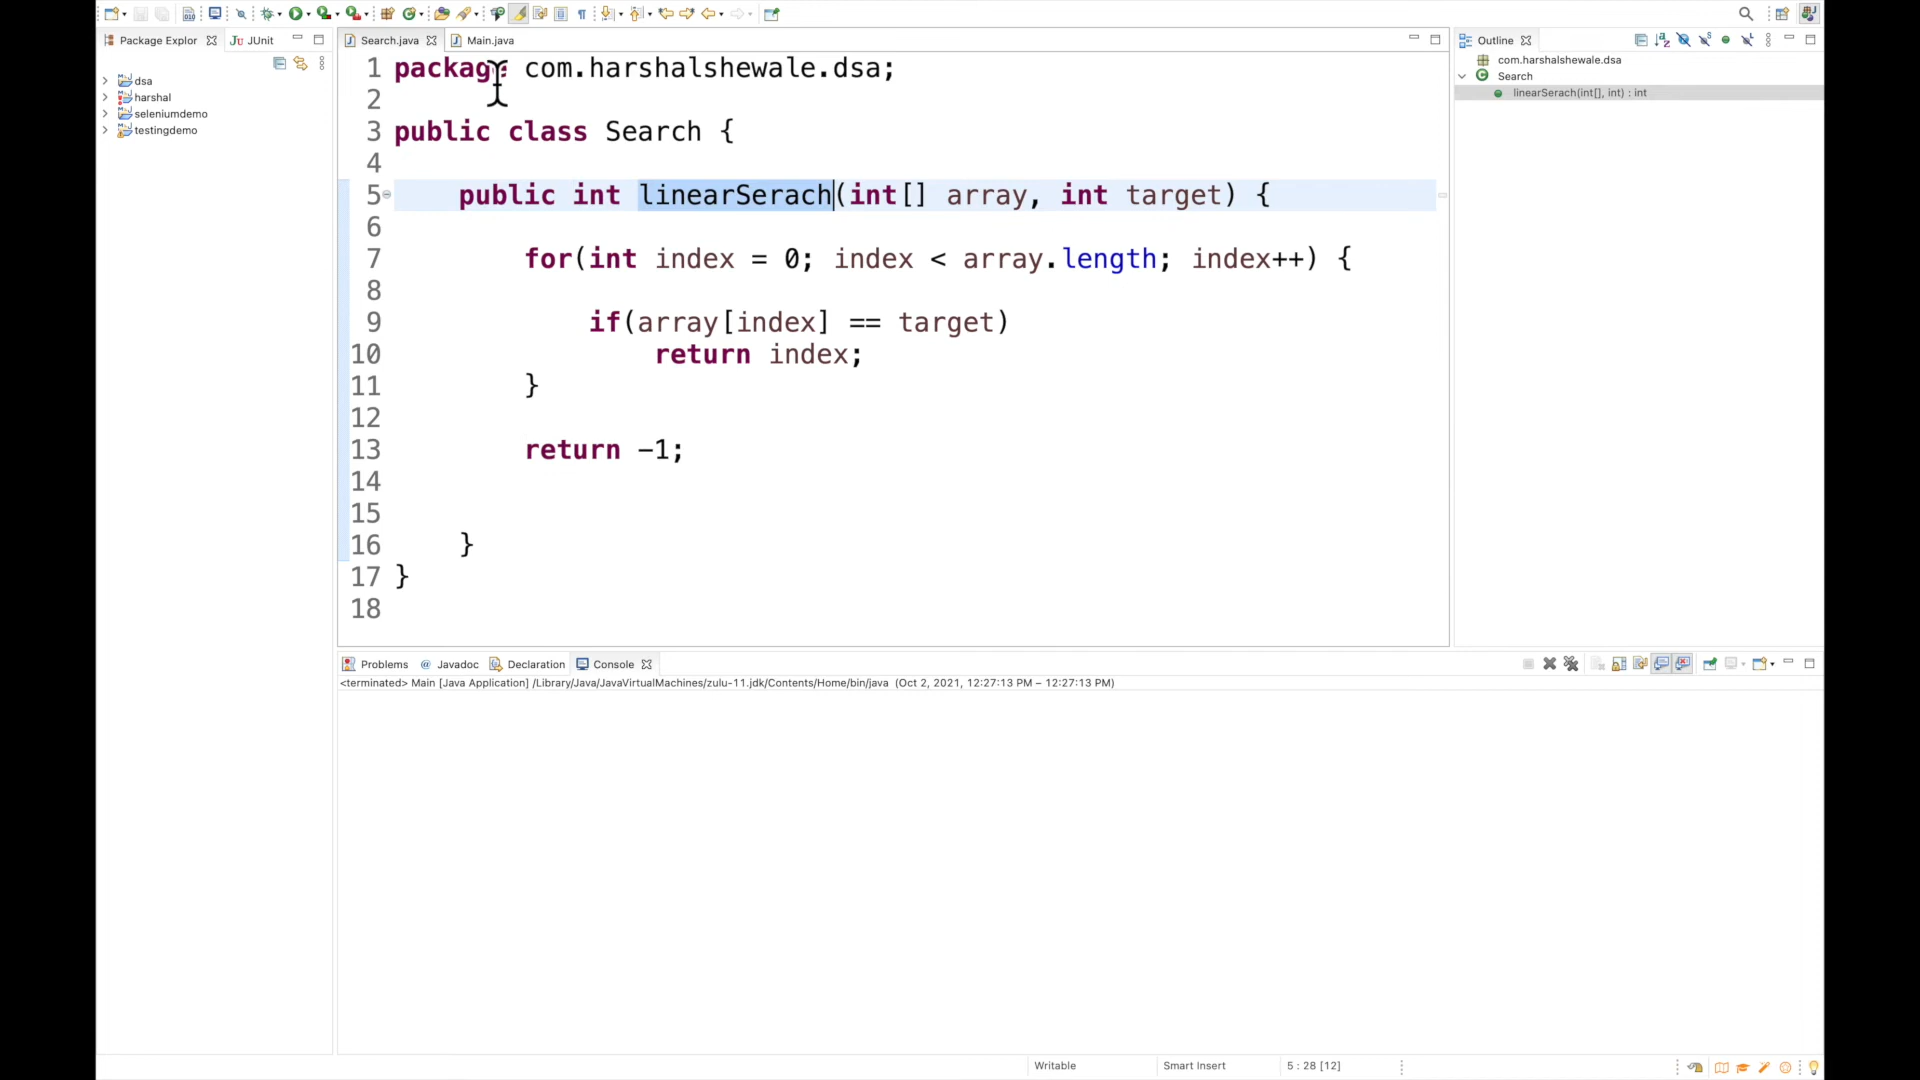 Package Explor
JUnit
dsa
harshal
seleniumdemo
testingdemo
Search.java
Main.java
1 package com.harshalshewale.dsa;
2
3 public class Search {
4
5 public int linearSerach(int[] array, int target) {
6
7 for(int index = 0; index < array.length; index++) {
8
9 if(array[index] == target)
10 return index;
11 }
12
13 return -1;
14
15
16 }
17 }
18
Outline
com.harshalshewale.dsa
Search
linearSerach(int[], int) : int
Problems @ Javadoc Declaration Console
<terminated> Main [Java Application] /Library/Java/JavaVirtualMachines/zulu-11.jdk/Contents/Home/bin/java (Oct 2, 2021, 12:27:13 PM – 12:27:13 PM)
Writable Smart Insert 5 : 28 [12]